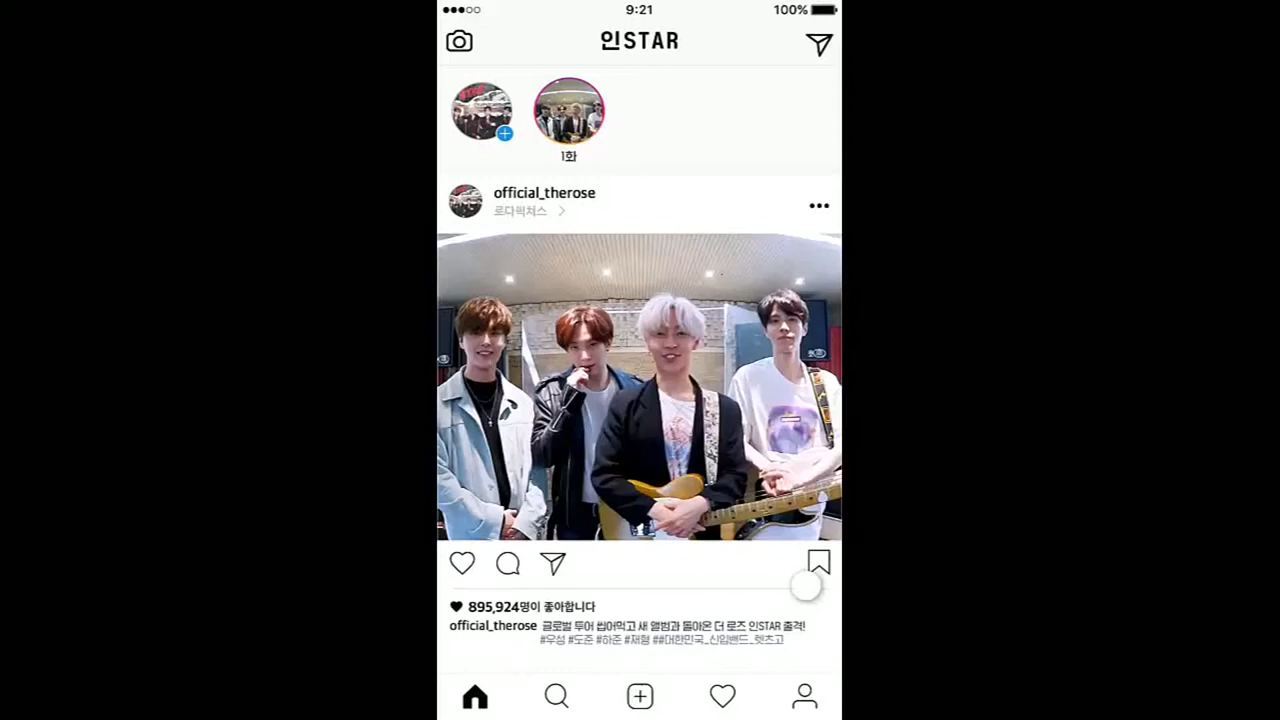 9:21
100%
인STAR
1화
official_therose
로다픽쳐스
895,924명이 좋아합니다
official_therose 글로벌 투어 씹어먹고 새 앨범과 돌아온 더 로즈 인STAR 출격!
#우성 #도준 #하준 #재형 ##대한민국_신입밴드_렛츠고